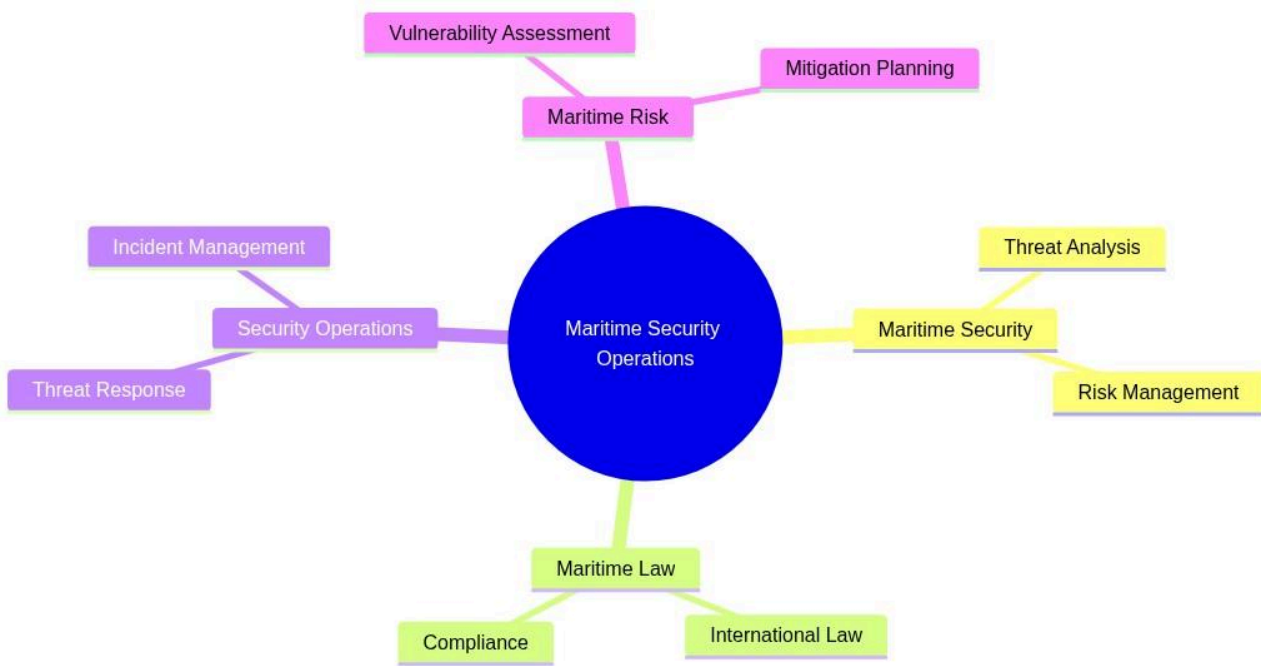 Vulnerability Assessment
Mitigation Planning
Maritime Risk
Incident Management
Threat Analysis
Security Operations
Maritime Security
Operations
Maritime Security
Threat Response
Risk Management
Maritime Law
Compliance
International Law